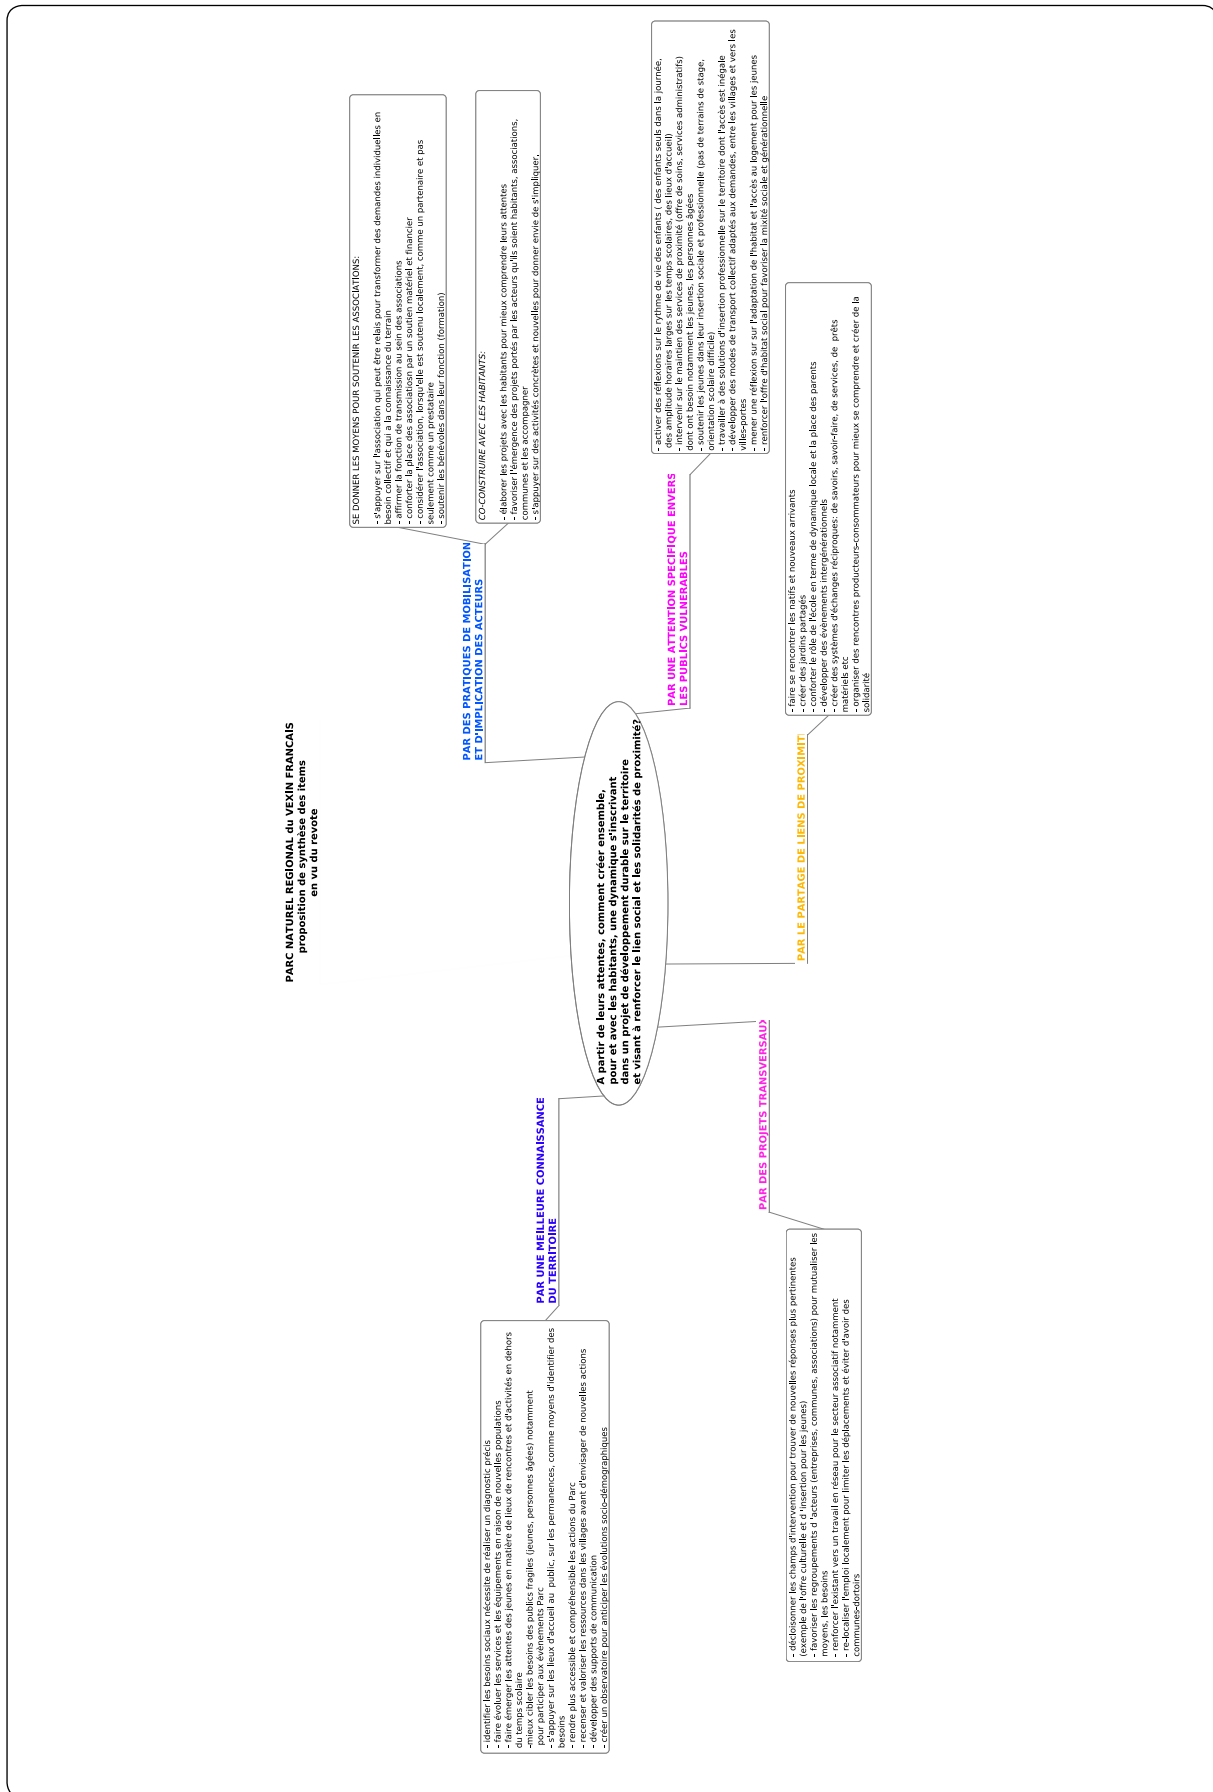 PARC NATUREL REGIONAL du VEXIN FRANCAIS
proposition de synthèse des items
en vu du revote
A partir de leurs attentes, comment créer ensemble,
pour et avec les habitants, une dynamique s'inscrivant
dans un projet de développement durable sur le territoire
et visant à renforcer le lien social et les solidarités de proximité?
PAR UNE MEILLEURE CONNAISSANCE
DU TERRITOIRE
- identifier les besoins sociaux nécessite de réaliser un diagnostic précis
- faire évoluer les services et les équipements en raison de nouvelles populations
- faire émerger les attentes des jeunes en matière de lieux de rencontres et d'activités en dehors
du temps scolaire
-mieux cibler les besoins des publics fragiles (jeunes, personnes âgées) notamment
pour participer aux évènements Parc
- s'appuyer sur les lieux d'accueil au public, sur les permanences, comme moyens d'identifier des
besoins
- rendre plus accessible et compréhensible les actions du Parc
- recenser et valoriser les ressources dans les villages avant d'envisager de nouvelles actions
- développer des supports de communication
- créer un observatoire pour anticiper les évolutions socio-démographiques
PAR DES PRATIQUES DE MOBILISATION
ET D'IMPLICATION DES ACTEURS
SE DONNER LES MOYENS POUR SOUTENIR LES ASSOCIATIONS:
- s'appuyer sur l'association qui peut être relais pour transformer des demandes individuelles en
besoin collectif et qui a la connaissance du terrain
- affirmer la fonction de transmission au sein des associations
- conforter la place des associatiosn par un soutien matériel et financier
- considérer l'association, lorsqu'elle est soutenu localement, comme un partenaire et pas
seulement comme un prestataire
- soutenir les bénévoles dans leur fonction (formation)
CO-CONSTRUIRE AVEC LES HABITANTS:
- élaborer les projets avec les habitants pour mieux comprendre leurs attentes
- favoriser l'émergence des projets portés par les acteurs qu'ils soient habitants, associations,
communes et les accompagner
- s'appuyer sur des activités concrètes et nouvelles pour donner envie de s'impliquer,
PAR UNE ATTENTION SPECIFIQUE ENVERS
LES PUBLICS VULNERABLES
- activer des réflexions sur le rythme de vie des enfants ( des enfants seuls dans la journée,
des amplitude horaires larges sur les temps scolaires, des lieux d'accueil)
- intervenir sur le maintien des services de proximité (offre de soins, services administratifs)
dont ont besoin notamment les jeunes, les personnes âgées
- soutenir les jeunes dans leur insertion sociale et professionnelle (pas de terrains de stage,
orientation scolaire difficile)
- travailler à des solutions d'insertion professionnelle sur le territoire dont l'accès est inégale
- développer des modes de transport collectif adaptés aux demandes, entre les villages et vers les
villes-portes
- mener une réflexion sur sur l'adaptation de l'habitat et l'accès au logement pour les jeunes
- renforcer l'offre d'habitat social pour favoriser la mixité sociale et générationnelle
PAR LE PARTAGE DE LIENS DE PROXIMIT
- faire se rencontrer les natifs et nouveaux arrivants
- créer des jardins partagés
- conforter le rôle de l'école en terme de dynamique locale et la place des parents
- développer des évènements intergénérationnels
- créer des systèmes d'échanges réciproques: de savoirs, savoir-faire, de services, de prêts
matériels etc
- organiser des rencontres producteurs-consommateurs pour mieux se comprendre et créer de la
solidarité
PAR DES PROJETS TRANSVERSAUX
- décloisonner les champs d'intervention pour trouver de nouvelles réponses plus pertinentes
(exemple de l'offre culturelle et d 'insertion pour les jeunes)
- favoriser les regroupements d 'acteurs (entreprises, communes, associations) pour mutualiser les
moyens, les besoins
- renforcer l'existant vers un travail en réseau pour le secteur associatif notamment
- re-localiser l'emploi localement pour limiter les déplacements et éviter d'avoir des
communes-dortoirs